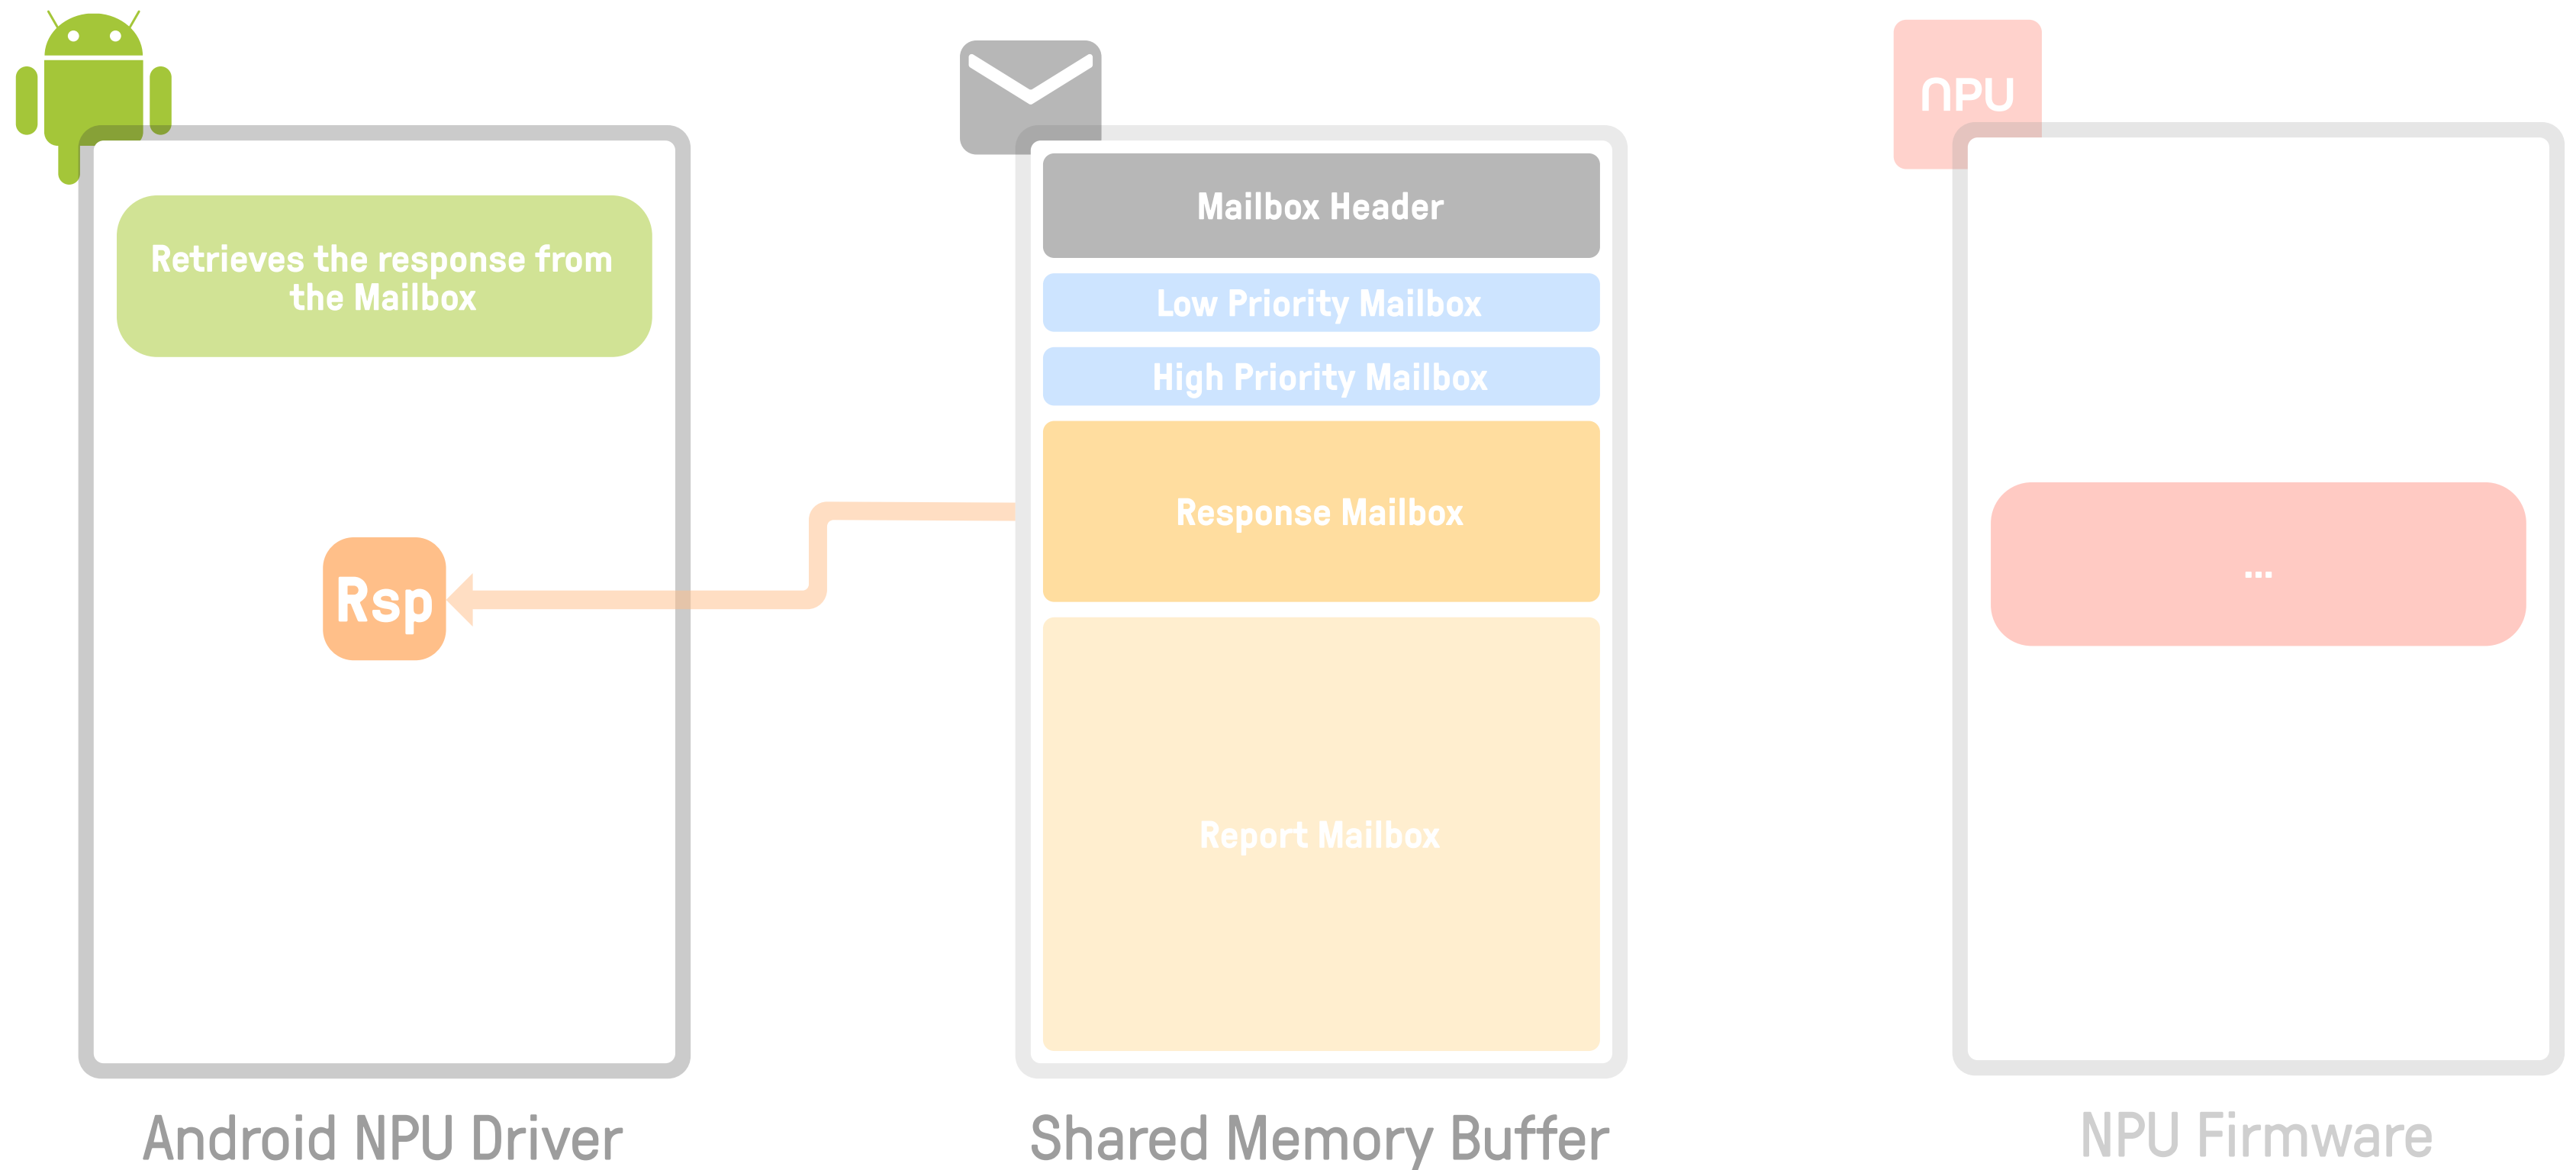 NPU
Retrieves the response from
the Mailbox
Rsp
Mailbox Header
Low Priority Mailbox
High Priority Mailbox
Response Mailbox
Report Mailbox
...
Android NPU Driver
Shared Memory Buffer
NPU Firmware